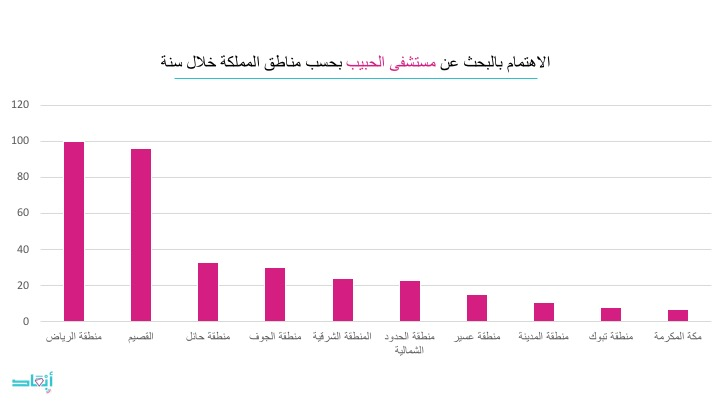 الاهتمام بالبحث عن مستشفى الحبيب بحسب مناطق المملكة خلال سنة
120
100
80
60
40
20
0
منطقة الرياض
القصيم
منطقة حائل
منطقة الجوف
المنطقة الشرقية
منطقة الحدود
الشمالية
منطقة عسير
منطقة المدينة
منطقة تبوك
مكة المكرمة
أبعاد